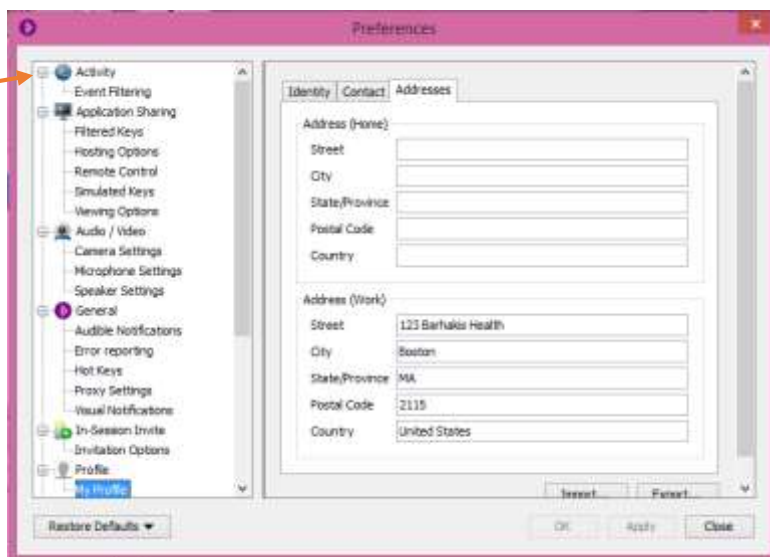 Preferences
Activity
Event Filtering
Application Sharing
Filtered Keys
Hosting Options
Remote Control
Simulated Keys
Viewing Options
Audio / Video
Camera Settings
Microphone Settings
Speaker Settings
General
Audible Notifications
Error reporting
Hot Keys
Proxy Settings
Visual Notifications
In-Session Invite
Invitation Options
Profile
My Profile
Identity Contact Addresses
Address (Home)
Street
City
State/Province
Postal Code
Country
Address (Work)
Street 123 Barhakis Health
City Boston
State/Province MA
Postal Code 2115
Country United States
Import... Export...
Restore Defaults OK Apply Close